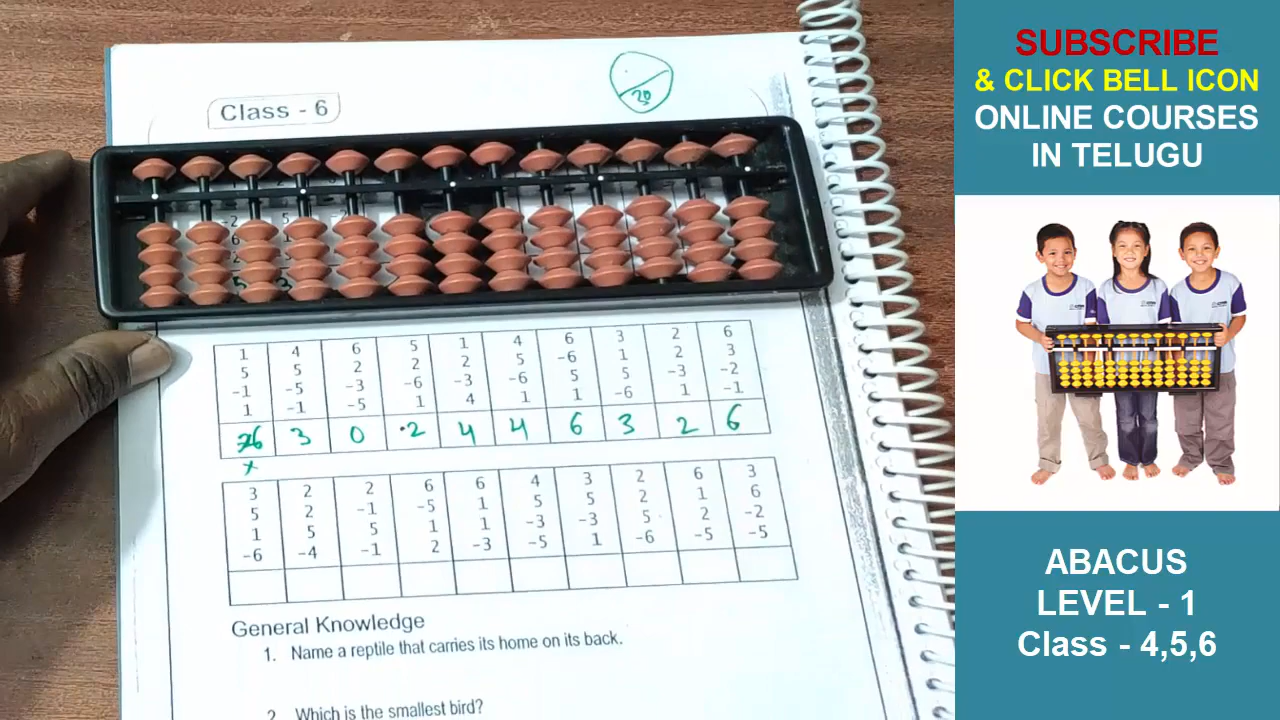 Class - 6
20
1 4 6 5 1 4 6 3 2 6
5 5 2 2 2 5 -6 1 2 3
-1 -5 -3 -6 -3 -6 5 5 -3 -2
1 -1 -5 1 4 1 1 -6 1 -1
6 3 0 2 4 4 6 3 2 6
3 2 2 6 6 4 3 2 6 3
5 2 -1 -5 1 5 5 2 1 6
1 5 5 1 1 -3 -3 5 2 -2
-6 -4 -1 2 -3 -5 1 -6 -5 -5
General Knowledge
1. Name a reptile that carries its home on its back.
2. Which is the smallest bird?
SUBSCRIBE
& CLICK BELL ICON
ONLINE COURSES
IN TELUGU
ABACUS
LEVEL - 1
Class - 4,5,6